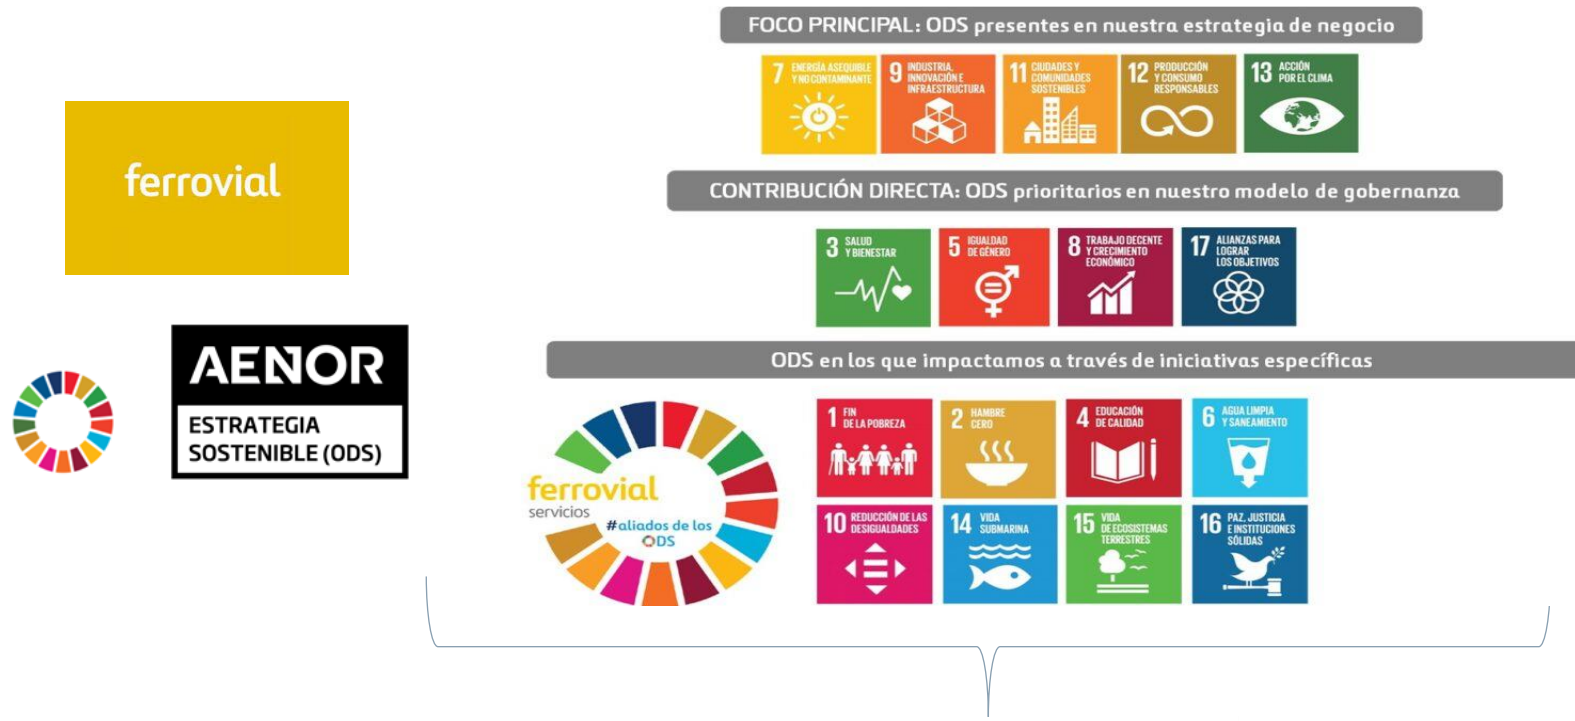 ferrovial
AENOR
ESTRATEGIA
SOSTENIBLE (ODS)
FOCO PRINCIPAL: ODS presentes en nuestra estrategia de negocio
7 ENERGÍA ASEQUIBLE
Y NO CONTAMINANTE
9 INDUSTRIA,
INNOVACIÓN E
INFRAESTRUCTURA
11 CIUDADES Y
COMUNIDADES
SOSTENIBLES
12 PRODUCCIÓN
Y CONSUMO
RESPONSABLES
13 ACCIÓN
POR EL CLIMA
CONTRIBUCIÓN DIRECTA: ODS prioritarios en nuestro modelo de gobernanza
3 SALUD
Y BIENESTAR
5 IGUALDAD
DE GÉNERO
8 TRABAJO DECENTE
Y CRECIMIENTO
ECONÓMICO
17 ALIANZAS PARA
LOGRAR
LOS OBJETIVOS
ODS en los que impactamos a través de iniciativas específicas
ferrovial
servicios
#aliados de los
ODS
1 FIN
DE LA POBREZA
2 HAMBRE
CERO
4 EDUCACIÓN
DE CALIDAD
6 AGUA LIMPIA
Y SANEAMIENTO
10 REDUCCIÓN DE LAS
DESIGUALDADES
14 VIDA
SUBMARINA
15 VIDA
DE ECOSISTEMAS
TERRESTRES
16 PAZ, JUSTICIA
E INSTITUCIONES
SÓLIDAS